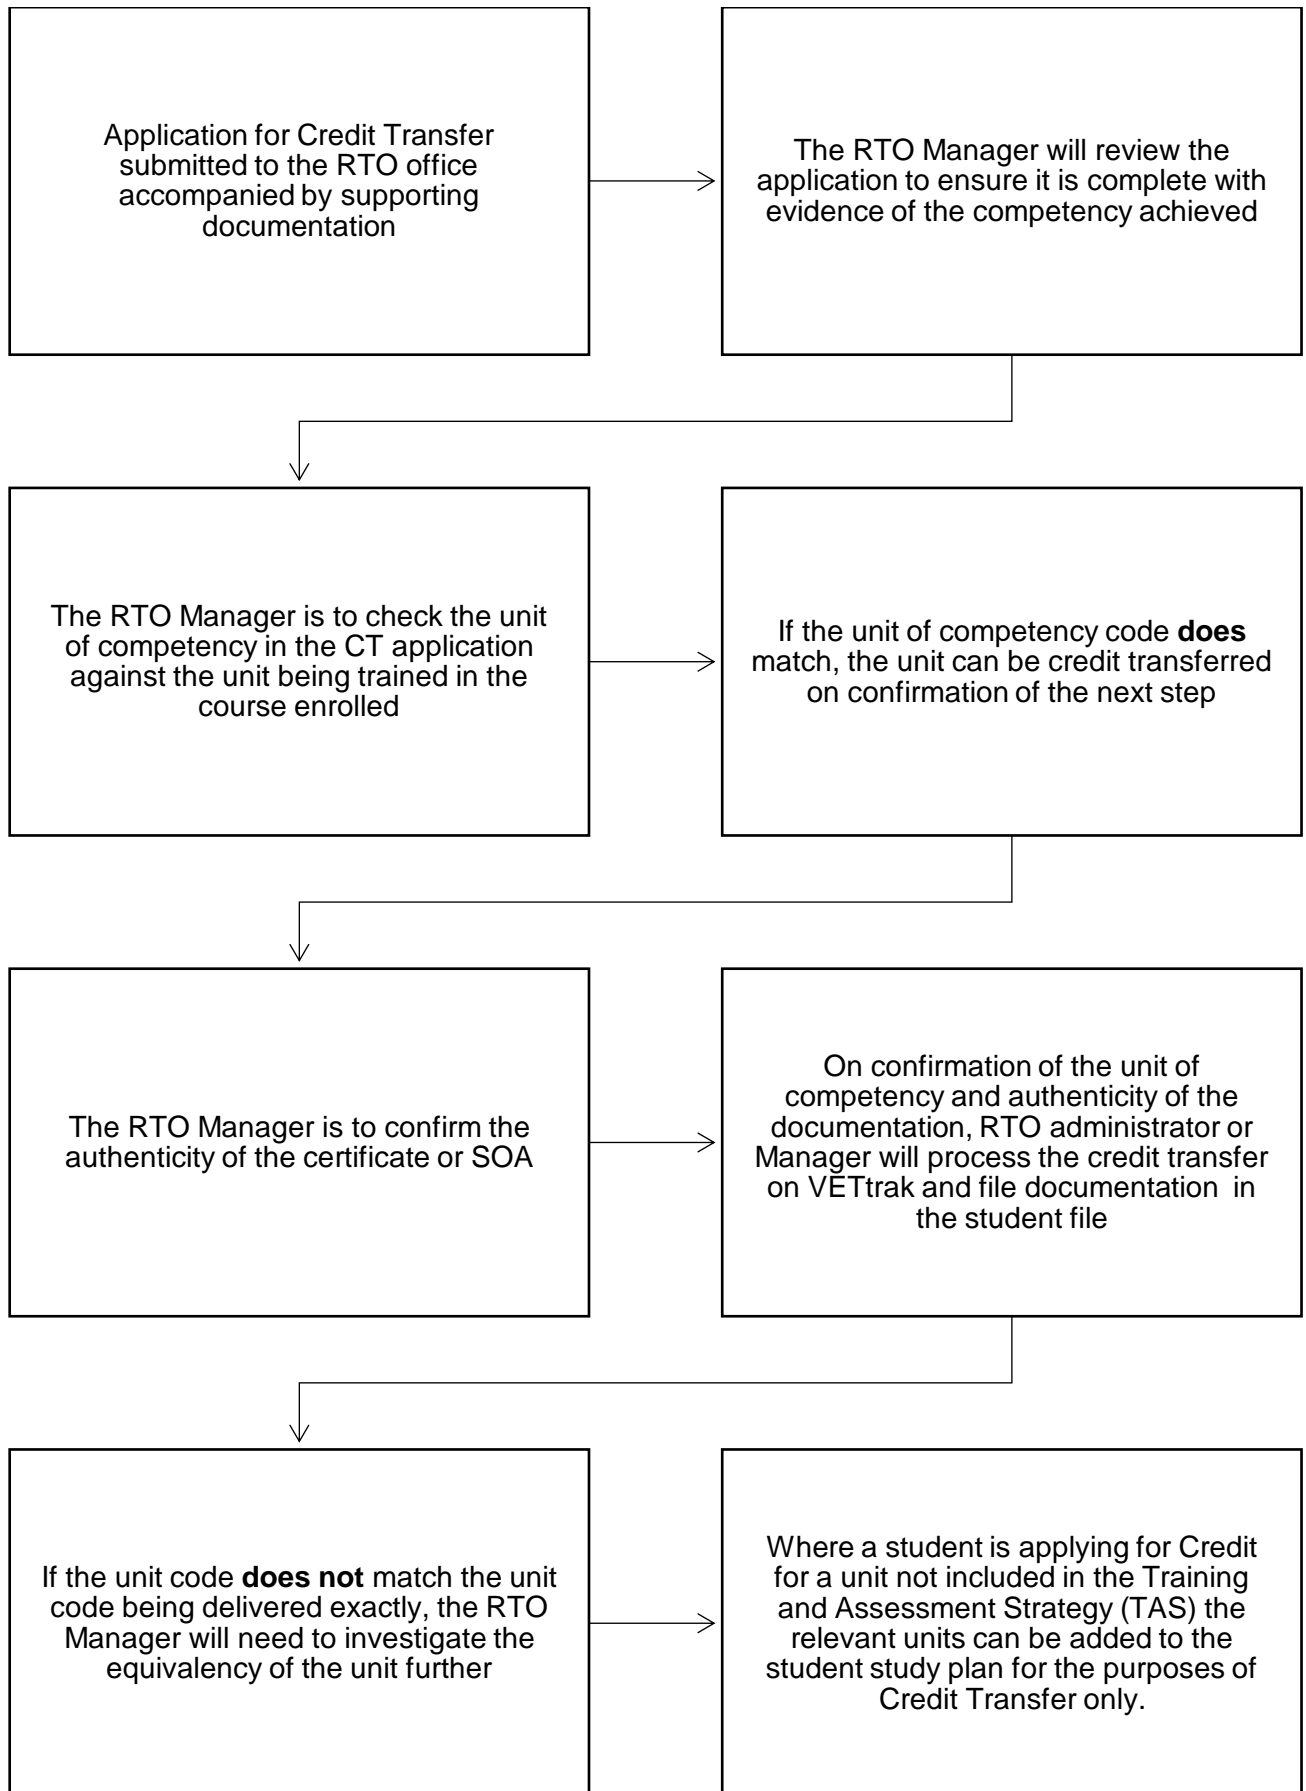 Application for Credit Transfer
submitted to the RTO office
accompanied by supporting
documentation
The RTO Manager will review the
application to ensure it is complete with
evidence of the competency achieved
The RTO Manager is to check the unit
of competency in the CT application
against the unit being trained in the
course enrolled
If the unit of competency code does
match, the unit can be credit transferred
on confirmation of the next step
The RTO Manager is to confirm the
authenticity of the certificate or SOA
On confirmation of the unit of
competency and authenticity of the
documentation, RTO administrator or
Manager will process the credit transfer
on VETtrak and file documentation  in
the student file
If the unit code does not match the unit
code being delivered exactly, the RTO
Manager will need to investigate the
equivalency of the unit further
Where a student is applying for Credit
for a unit not included in the Training
and Assessment Strategy (TAS) the
relevant units can be added to the
student study plan for the purposes of
Credit Transfer only.